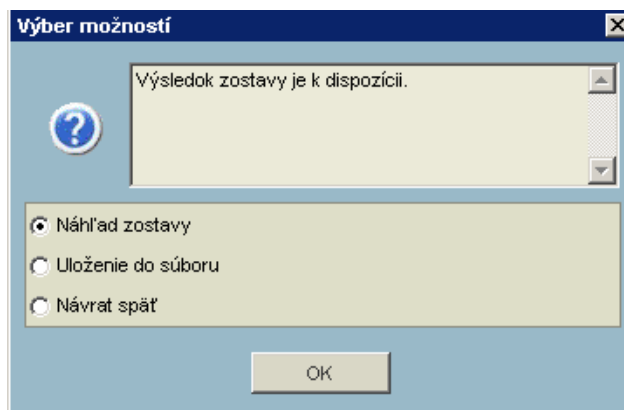 Výber možností
Výsledok zostavy je k dispozícii.
Náhľad zostavy
Uloženie do súboru
Návrat späť
OK